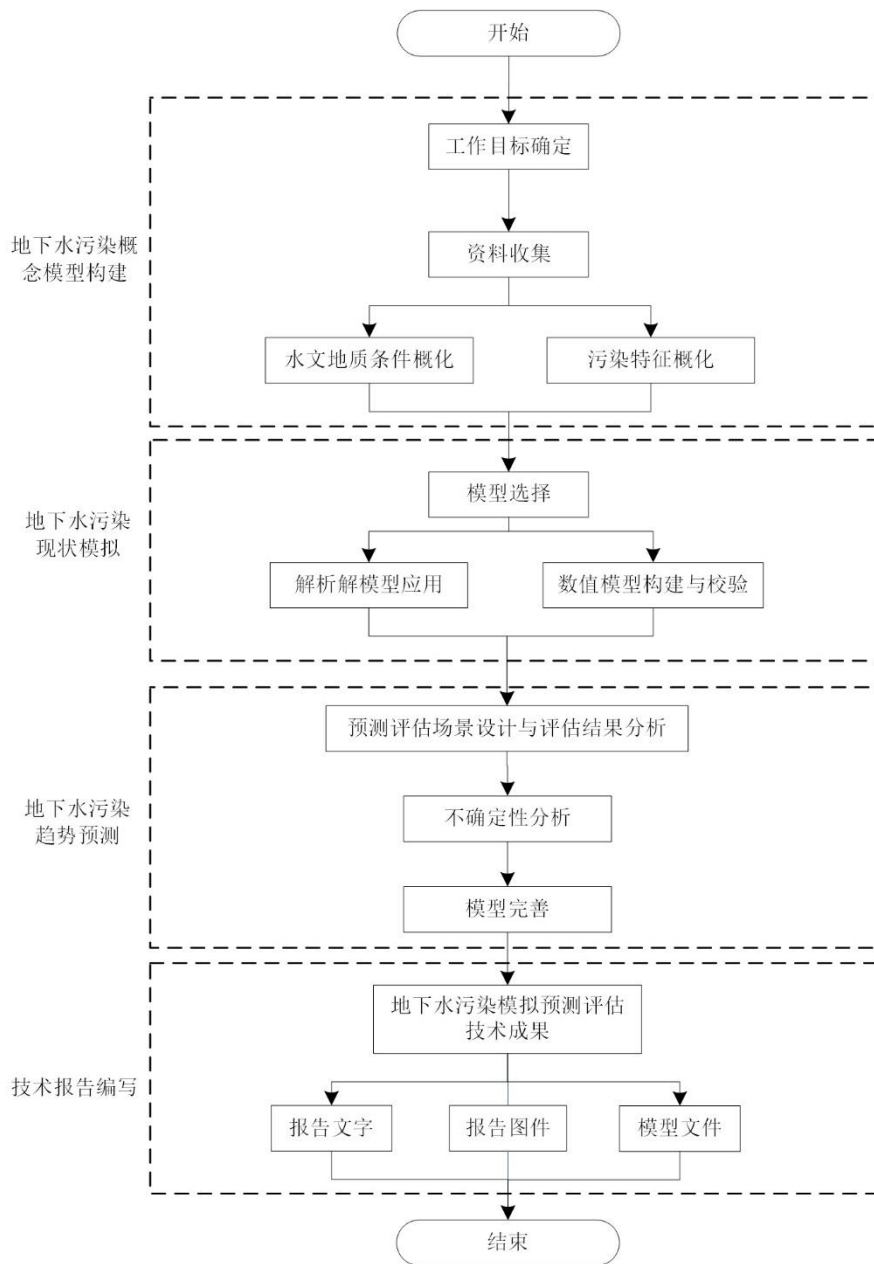 开始
工作目标确定
地下水污染概
念模型构建
资料收集
水文地质条件概化
污染特征概化
模型选择
地下水污染
现状模拟
解析解模型应用
数值模型构建与校验
预测评估场景设计与评估结果分析
地下水污染
趋势预测
不确定性分析
模型完善
地下水污染模拟预测评估
技术成果
技术报告编写
报告文字
报告图件
模型文件
结束